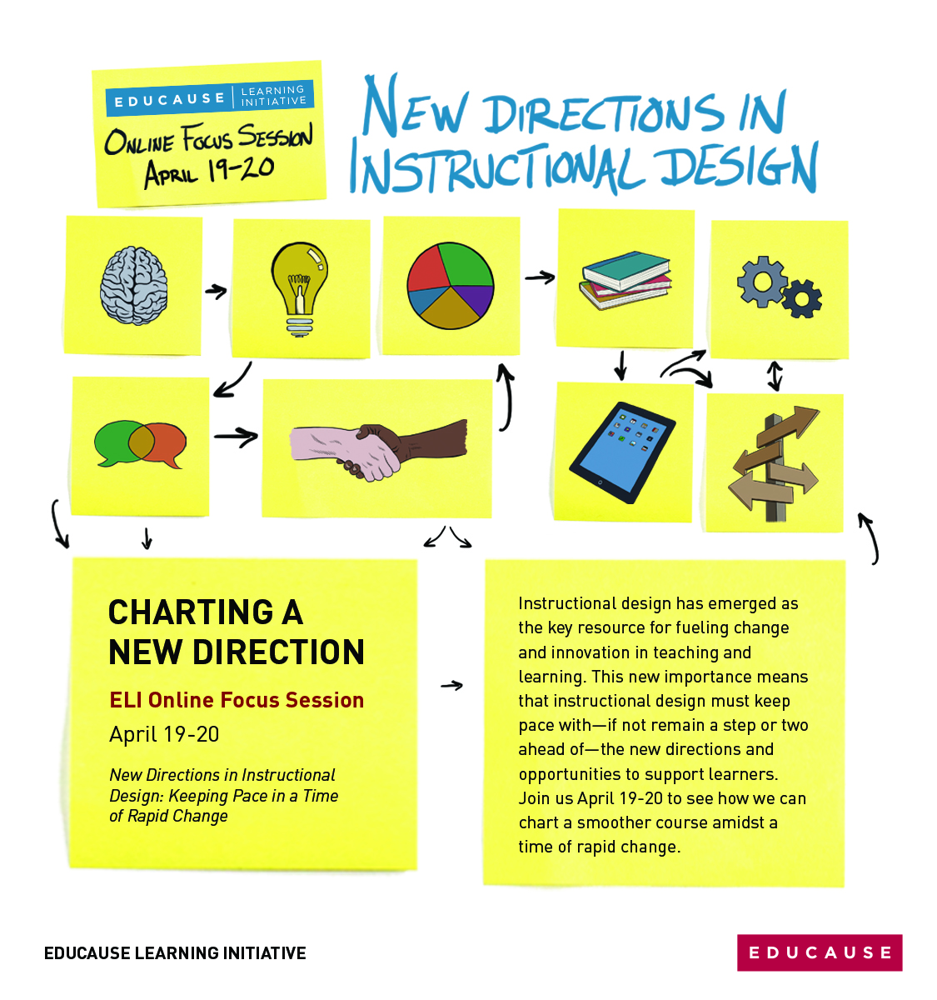 EDUCAUSE | LEARNING INITIATIVE
ONLINE FOCUS SESSION
APRIL 19-20
NEW DIRECTIONS IN
INSTRUCTIONAL DESIGN
CHARTING A
NEW DIRECTION
ELI Online Focus Session
April 19-20
New Directions in Instructional
Design: Keeping Pace in a Time
of Rapid Change
Instructional design has emerged as
the key resource for fueling change
and innovation in teaching and
learning. This new importance means
that instructional design must keep
pace with—if not remain a step or two
ahead of—the new directions and
opportunities to support learners.
Join us April 19-20 to see how we can
chart a smoother course amidst a
time of rapid change.
EDUCAUSE LEARNING INITIATIVE
EDUCAUSE